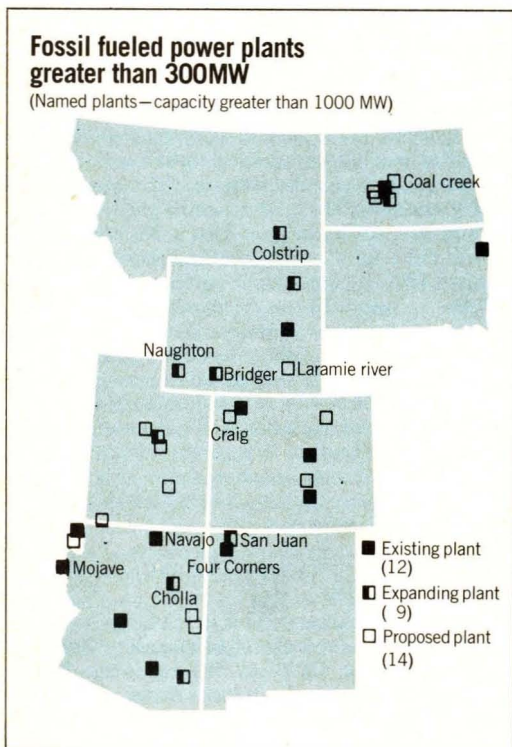 Fossil fueled power plants
greater than 300MW
(Named plants—capacity greater than 1000 MW)
Coal creek
Colstrip
Naughton
Bridger
Laramie river
Craig
Navajo
San Juan
Four Corners
Mojave
Cholla
Existing plant
(12)
Expanding plant
( 9)
Proposed plant
(14)